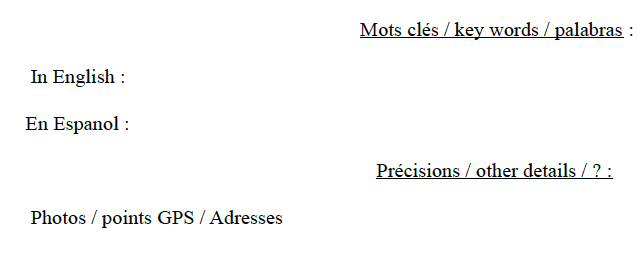 Mots clés / key words / palabras :
In English :
En Espanol :
Précisions / other details / ? :
Photos / points GPS / Adresses